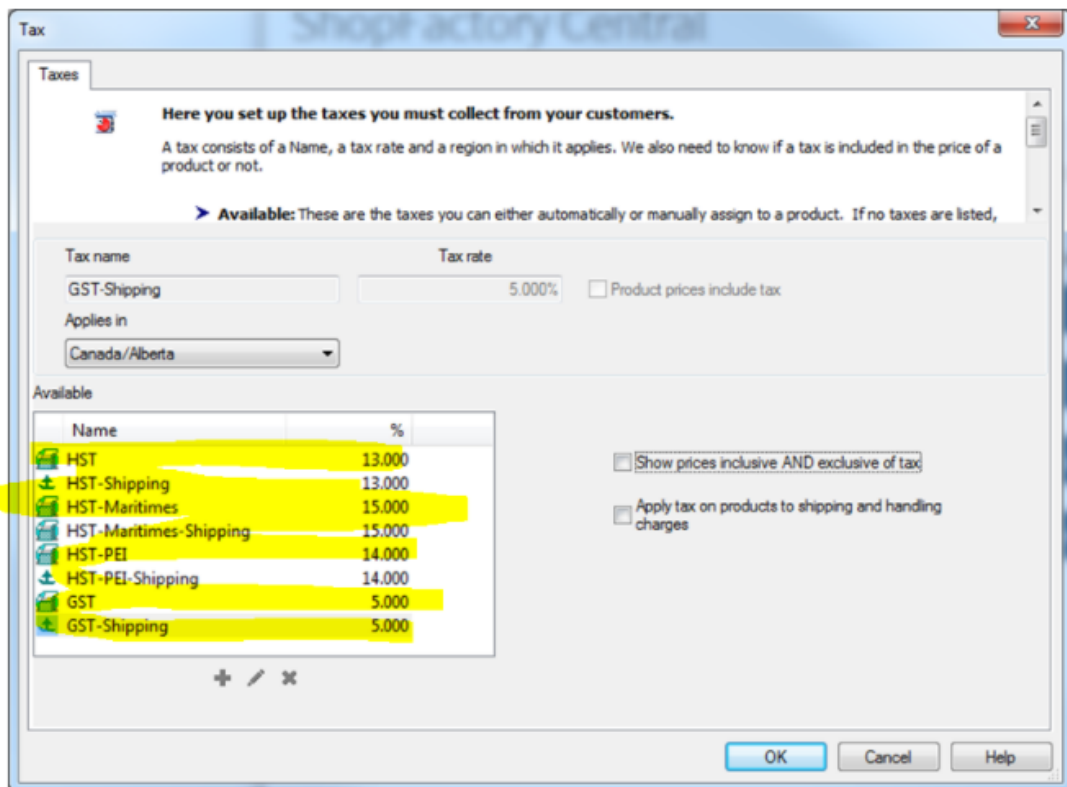 ShopFactory Central
Tax
Taxes
Here you set up the taxes you must collect from your customers.
A tax consists of a Name, a tax rate and a region in which it applies. We also need to know if a tax is included in the price of a
product or not.
Available: These are the taxes you can either automatically or manually assign to a product. If no taxes are listed,
Tax name Tax rate
GST-Shipping 5.000% Product prices include tax
Applies in
Canada/Alberta
Available
Name %
HST 13.000
HST-Shipping 13.000
HST-Maritimes 15.000
HST-Maritimes-Shipping 15.000
HST-PEI 14.000
HST-PEI-Shipping 14.000
GST 5.000
GST-Shipping 5.000
Show prices inclusive AND exclusive of tax
Apply tax on products to shipping and handling
charges
OK Cancel Help